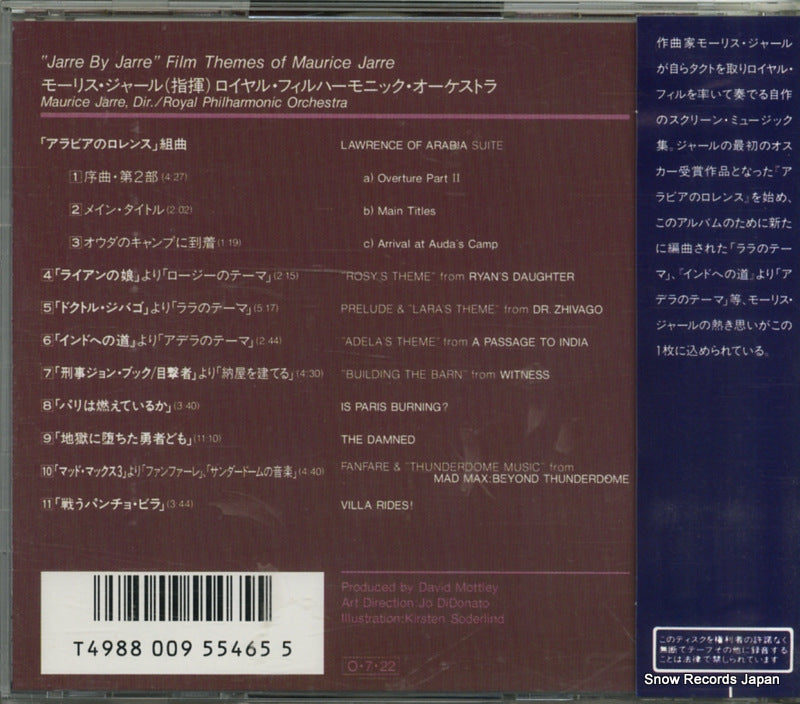 "Jarre By Jarre" Film Themes of Maurice Jarre
モーリス・ジャール(指揮)ロイヤル・フィルハーモニック・オーケストラ
Maurice Jarre, Dir./Royal Philharmonic Orchestra
「アラビアのロレンス」組曲 LAWRENCE OF ARABIA SUITE
1 序曲・第2部(4:27) a) Overture Part II
2 メイン・タイトル(2:02) b) Main Titles
3 オウダのキャンプに到着(1:19) c) Arrival at Auda's Camp
4 「ライアンの娘」より「ロージーのテーマ」(2:15) "ROSY'S THEME" from RYAN'S DAUGHTER
5 「ドクトル・ジバゴ」より「ララのテーマ」(5:17) PRELUDE & "LARA'S THEME" from DR. ZHIVAGO
6 「インドへの道」より「アデラのテーマ」(2:44) "ADELA'S THEME" from A PASSAGE TO INDIA
7 「刑事ジョン・ブック/目撃者」より「納屋を建てる」(4:30) "BUILDING THE BARN" from WITNESS
8 「パリは燃えているか」(3:40) IS PARIS BURNING?
9 「地獄に堕ちた勇者ども」(11:10) THE DAMNED
10 「マッド・マックス3」より「ファンファーレ」、「サンダードームの音楽」(4:40) FANFARE & "THUNDERDOME MUSIC" from
MAD MAX:BEYOND THUNDERDOME
11 「戦うパンチョ・ビラ」(3:44) VILLA RIDES!
Produced by David Mottley
Art Direction:Jo DiDonato
Illustration:Kirsten Soderlind
T4988 009 55465 5
O・7・22
作曲家モーリス・ジャール
が自らタクトを取りロイヤル・
フィルを率いて奏でる自作
のスクリーン・ミュージック
集。ジャールの最初のオス
カー受賞作品となった『ア
ラビアのロレンス』を始め、
このアルバムのために新た
に編曲された「ララのテー
マ」、『インドへの道』より「ア
デラのテーマ」等、モーリス・
ジャールの熱き思いがこの
1枚に込められている。
このディスクを権利者の許諾なく
無断でテープその他に録音する
ことは法律で禁じられています
Snow Records Japan